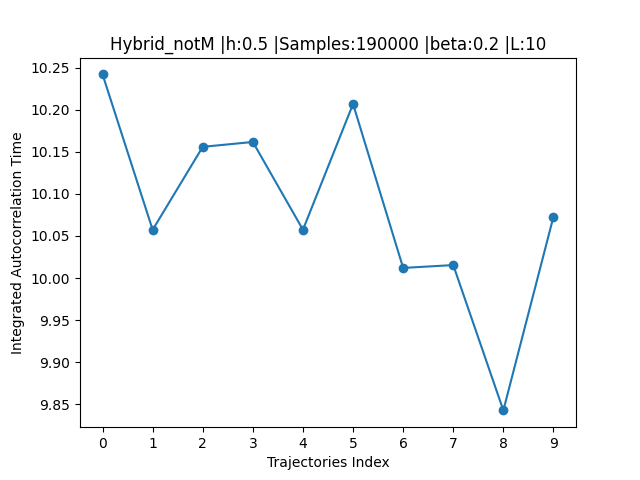 Hybrid_notM |h:0.5 |Samples:190000 |beta:0.2 |L:10
10.25
10.20
10.15
10.10
10.05
10.00
9.95
9.90
9.85
Integrated Autocorrelation Time
0 1 2 3 4 5 6 7 8 9
Trajectories Index